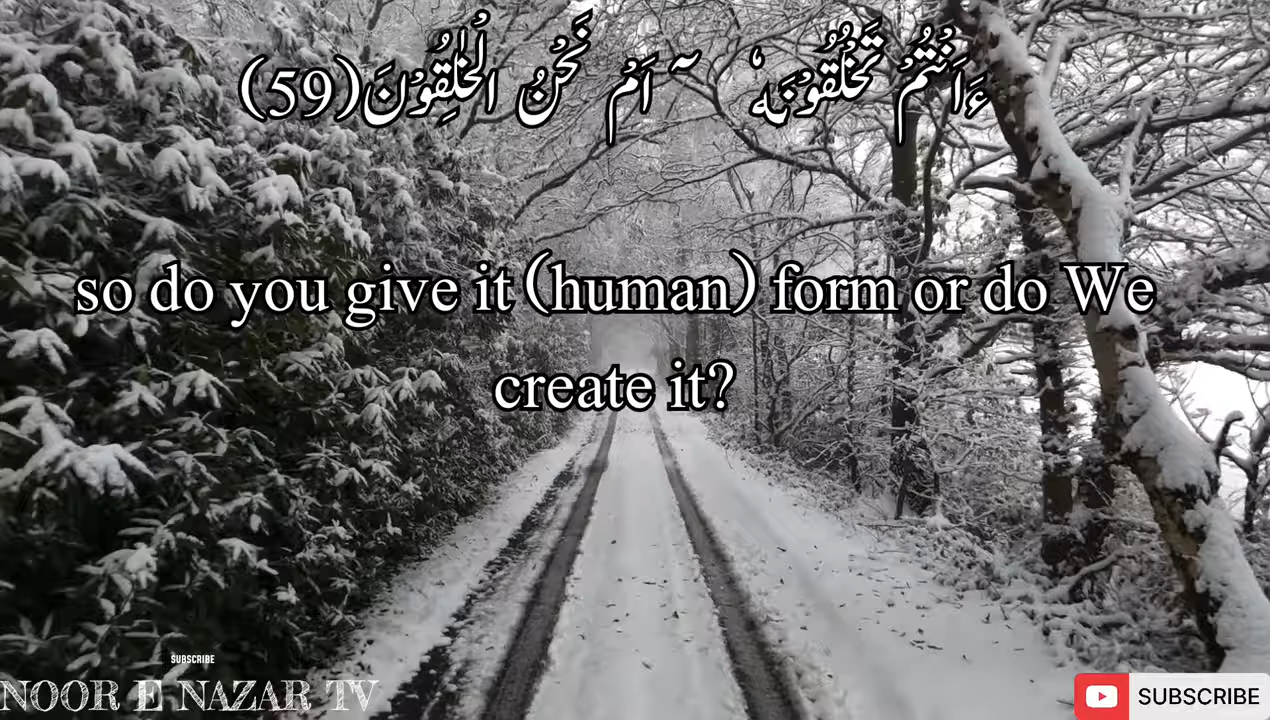 ءَاَنْتُمْ تَخْلُقُوْنَهٗۤ اَمْ نَحْنُ الْخٰلِقُوْنَ(59)
so do you give it (human) form or do We
create it?
SUBSCRIBE
NOOR E NAZAR TV
SUBSCRIBE